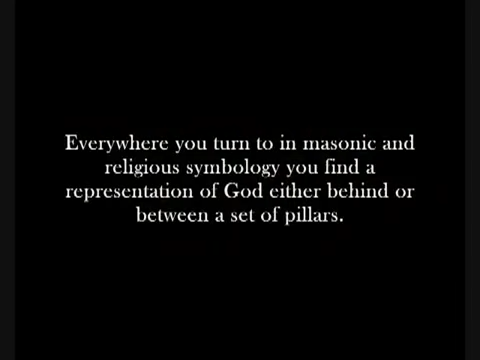 Everywhere you turn to in masonic and
religious symbology you find a
representation of God either behind or
between a set of pillars.